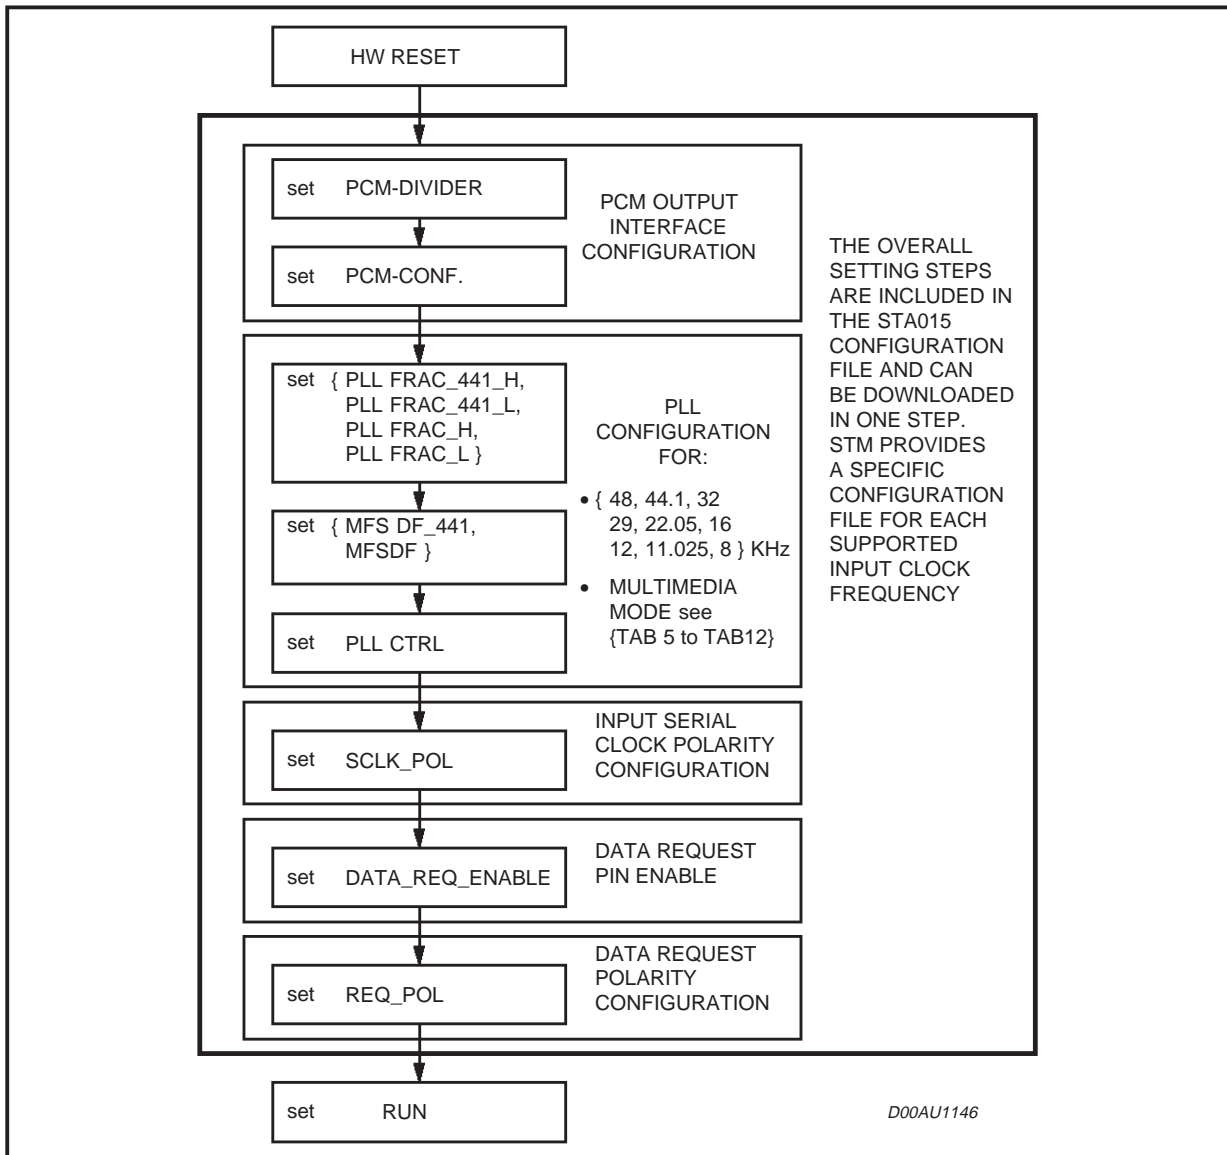 HW RESET
set PCM-DIVIDER
set PCM-CONF.
PCM OUTPUT
INTERFACE
CONFIGURATION
set { PLL FRAC_441_H,
PLL FRAC_441_L,
PLL FRAC_H,
PLL FRAC_L }
set { MFS DF_441,
MFSDF }
set PLL CTRL
PLL
CONFIGURATION
FOR:
• { 48, 44.1, 32
29, 22.05, 16
12, 11.025, 8 } KHz
• MULTIMEDIA
MODE see
{TAB 5 to TAB12}
set SCLK_POL
INPUT SERIAL
CLOCK POLARITY
CONFIGURATION
set DATA_REQ_ENABLE
DATA REQUEST
PIN ENABLE
set REQ_POL
DATA REQUEST
POLARITY
CONFIGURATION
THE OVERALL
SETTING STEPS
ARE INCLUDED IN
THE STA015
CONFIGURATION
FILE AND CAN
BE DOWNLOADED
IN ONE STEP.
STM PROVIDES
A SPECIFIC
CONFIGURATION
FILE FOR EACH
SUPPORTED
INPUT CLOCK
FREQUENCY
set RUN
D00AU1146